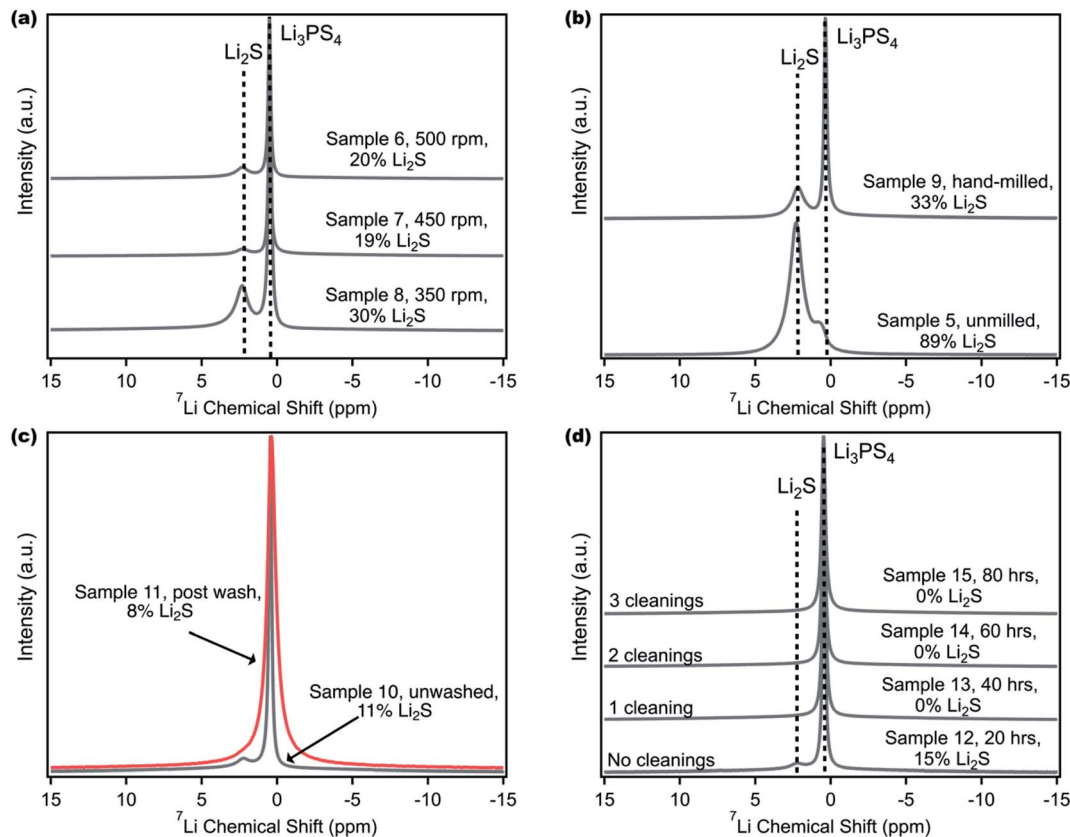 (a)
Li₃PS₄
Li₂S
Sample 6, 500 rpm,
20% Li₂S
Sample 7, 450 rpm,
19% Li₂S
Sample 8, 350 rpm,
30% Li₂S
Intensity (a.u.)
15 10 5 0 -5 -10 -15
⁷Li Chemical Shift (ppm)
(b)
Li₃PS₄
Li₂S
Sample 9, hand-milled,
33% Li₂S
Sample 5, unmilled,
89% Li₂S
Intensity (a.u.)
15 10 5 0 -5 -10 -15
⁷Li Chemical Shift (ppm)
(c)
Sample 11, post wash,
8% Li₂S
Sample 10, unwashed,
11% Li₂S
Intensity (a.u.)
15 10 5 0 -5 -10 -15
⁷Li Chemical Shift (ppm)
(d)
Li₃PS₄
Li₂S
3 cleanings
Sample 15, 80 hrs,
0% Li₂S
2 cleanings
Sample 14, 60 hrs,
0% Li₂S
1 cleaning
Sample 13, 40 hrs,
0% Li₂S
No cleanings
Sample 12, 20 hrs,
15% Li₂S
Intensity (a.u.)
15 10 5 0 -5 -10 -15
⁷Li Chemical Shift (ppm)